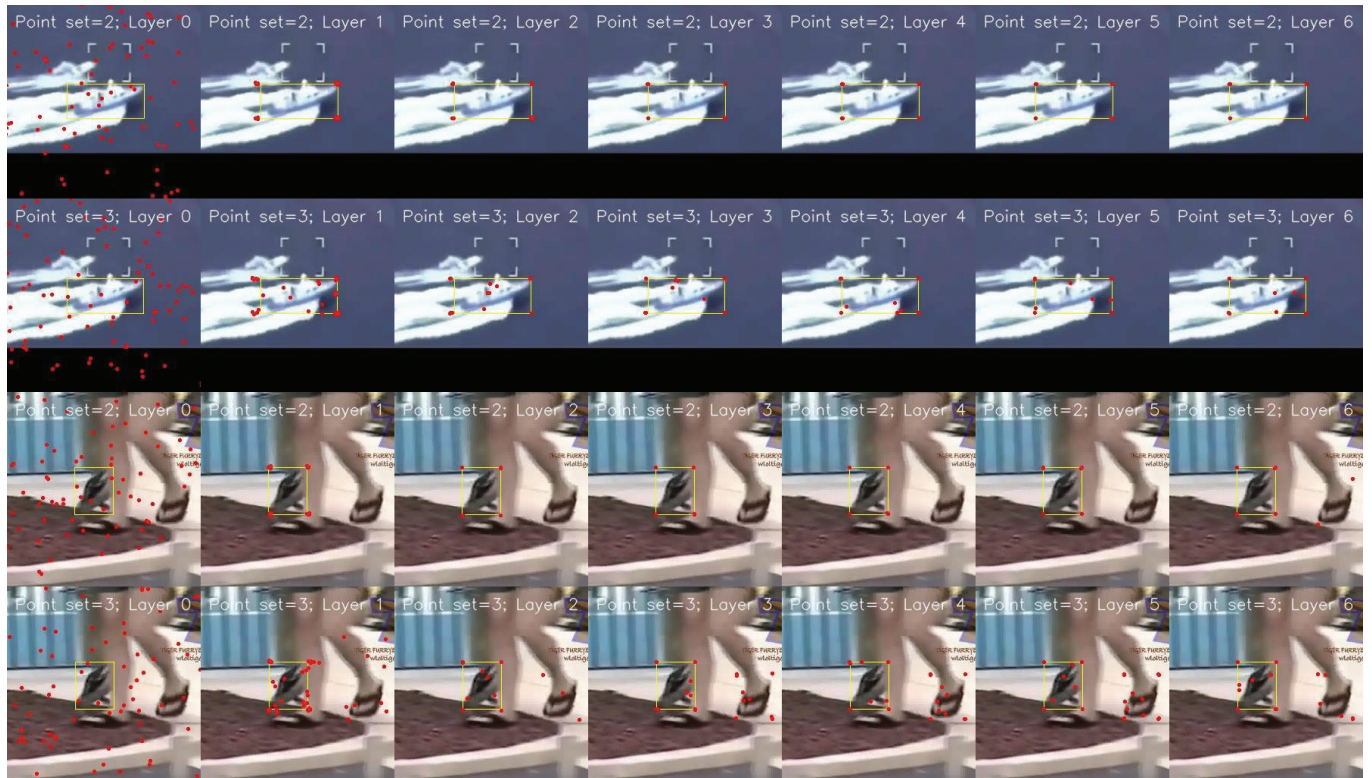 Point set=2; Layer 0 Point set=2; Layer 1 Point set=2; Layer 2 Point set=2; Layer 3 Point set=2; Layer 4 Point set=2; Layer 5 Point set=2; Layer 6
Point set=3; Layer 0 Point set=3; Layer 1 Point set=3; Layer 2 Point set=3; Layer 3 Point set=3; Layer 4 Point set=3; Layer 5 Point set=3; Layer 6
Point set=2; Layer 0 Point set=2; Layer 1 Point set=2; Layer 2 Point set=2; Layer 3 Point set=2; Layer 4 Point set=2; Layer 5 Point set=2; Layer 6
Point set=3; Layer 0 Point set=3; Layer 1 Point set=3; Layer 2 Point set=3; Layer 3 Point set=3; Layer 4 Point set=3; Layer 5 Point set=3; Layer 6